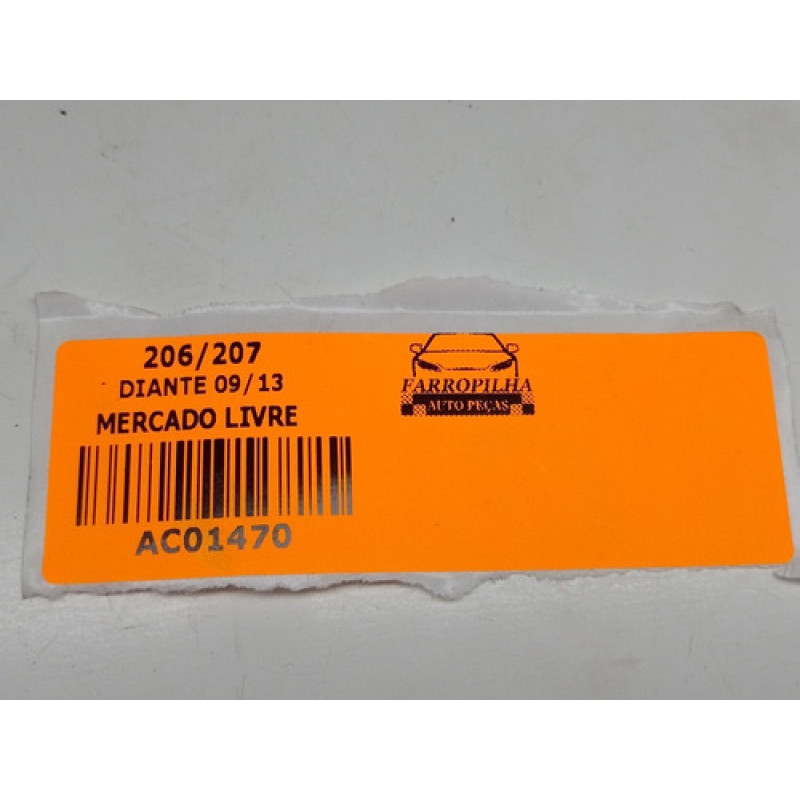 206/207
DIANTE 09/13
MERCADO LIVRE
AC01470
FARROPILHA
AUTO PEÇAS